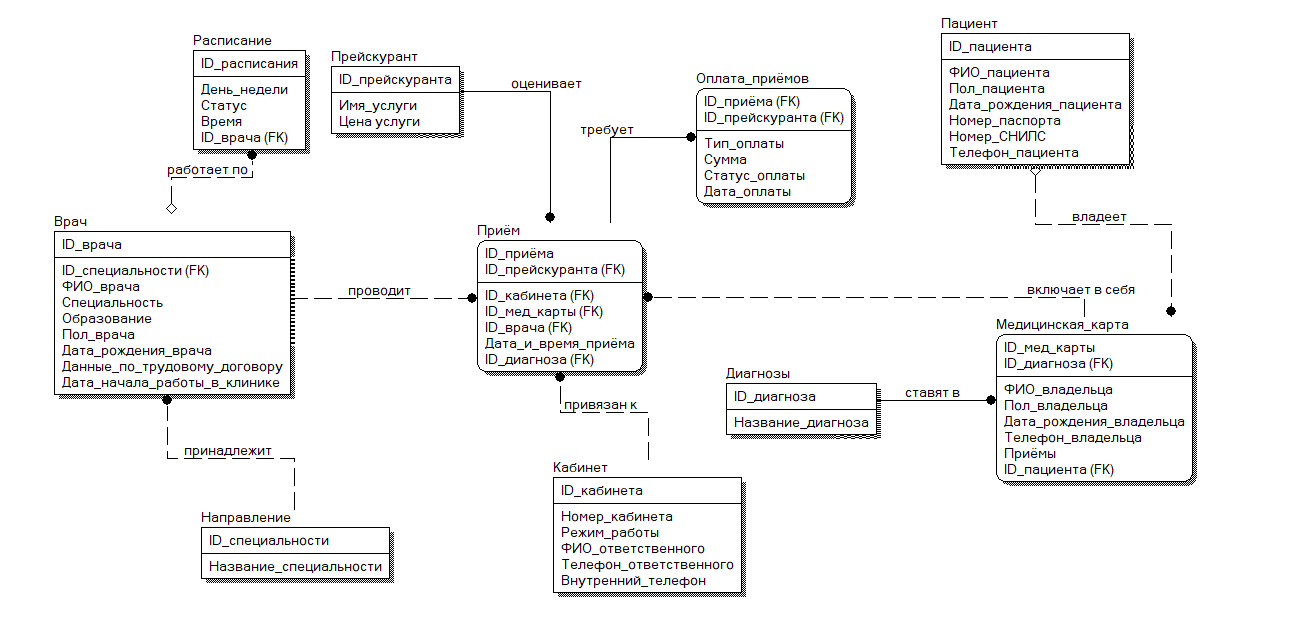 Расписание
ID_расписания
День_недели
Статус
Время
ID_врача (FK)
Прейскурант
ID_прейскуранта
Имя_услуги
Цена услуги
оценивает
Оплата_приёмов
ID_приёма (FK)
ID_прейскуранта (FK)
Тип_оплаты
Сумма
Статус_оплаты
Дата_оплаты
требует
Пациент
ID_пациента
ФИО_пациента
Пол_пациента
Дата_рождения_пациента
Номер_паспорта
Номер_СНИПС
Телефон_пациента
работает по
владеет
Врач
ID_врача
ID_специальности (FK)
ФИО_врача
Специальность
Образование
Пол_врача
Дата_рождения_врача
Данные_по_трудовому_договору
Дата_начала_работы_в_клинике
проводит
Приём
ID_приёма
ID_прейскуранта (FK)
ID_кабинета (FK)
ID_мед_карты (FK)
ID_врача (FK)
Дата_и_время_приёма
ID_диагноза (FK)
включает в себя
Медицинская_карта
ID_мед_карты
ID_диагноза (FK)
ФИО_владельца
Пол_владельца
Дата_рождения_владельца
Телефон_владельца
Приёмы
ID_пациента (FK)
Диагнозы
ID_диагноза
Название_диагноза
ставят в
привязан к
принадлежит
Кабинет
ID_кабинета
Номер_кабинета
Режим_работы
ФИО_ответственного
Телефон_ответственного
Внутренний_телефон
Направление
ID_специальности
Название_специальности